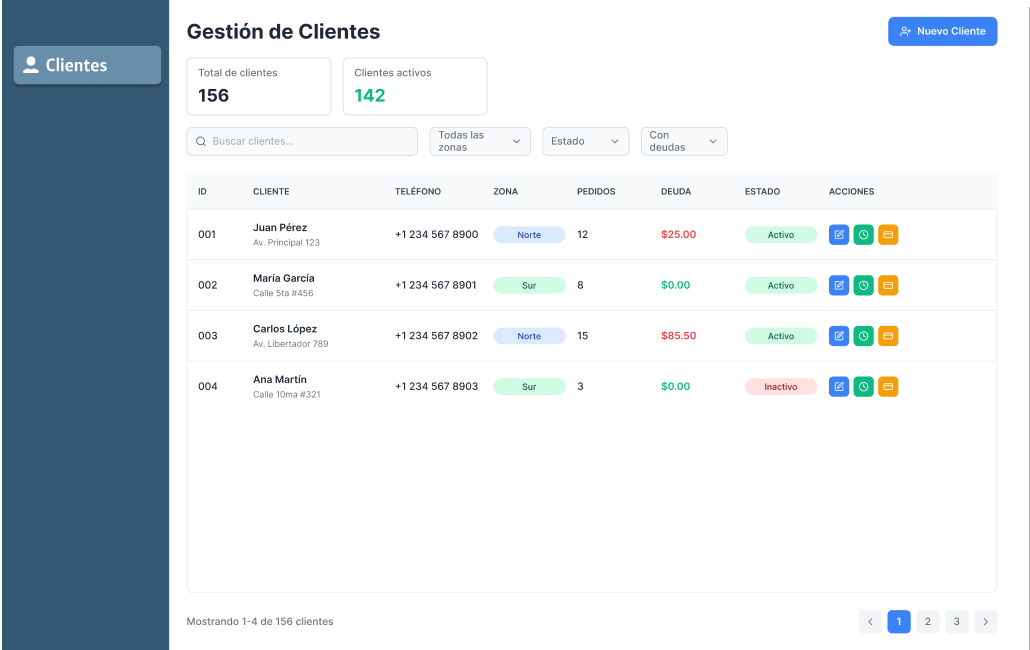 Clientes
Gestión de Clientes
Nuevo Cliente
Total de clientes
156
Clientes activos
142
Buscar clientes...
Todas las
zonas
Estado
Con
deudas
ID CLIENTE TELÉFONO ZONA PEDIDOS DEUDA ESTADO ACCIONES
001 Juan Pérez +1 234 567 8900 Norte 12 $25.00 Activo
Av. Principal 123
002 María García +1 234 567 8901 Sur 8 $0.00 Activo
Calle 5ta #456
003 Carlos López +1 234 567 8902 Norte 15 $85.50 Activo
Av. Libertador 789
004 Ana Martín +1 234 567 8903 Sur 3 $0.00 Inactivo
Calle 10ma #321
Mostrando 1-4 de 156 clientes
1 2 3